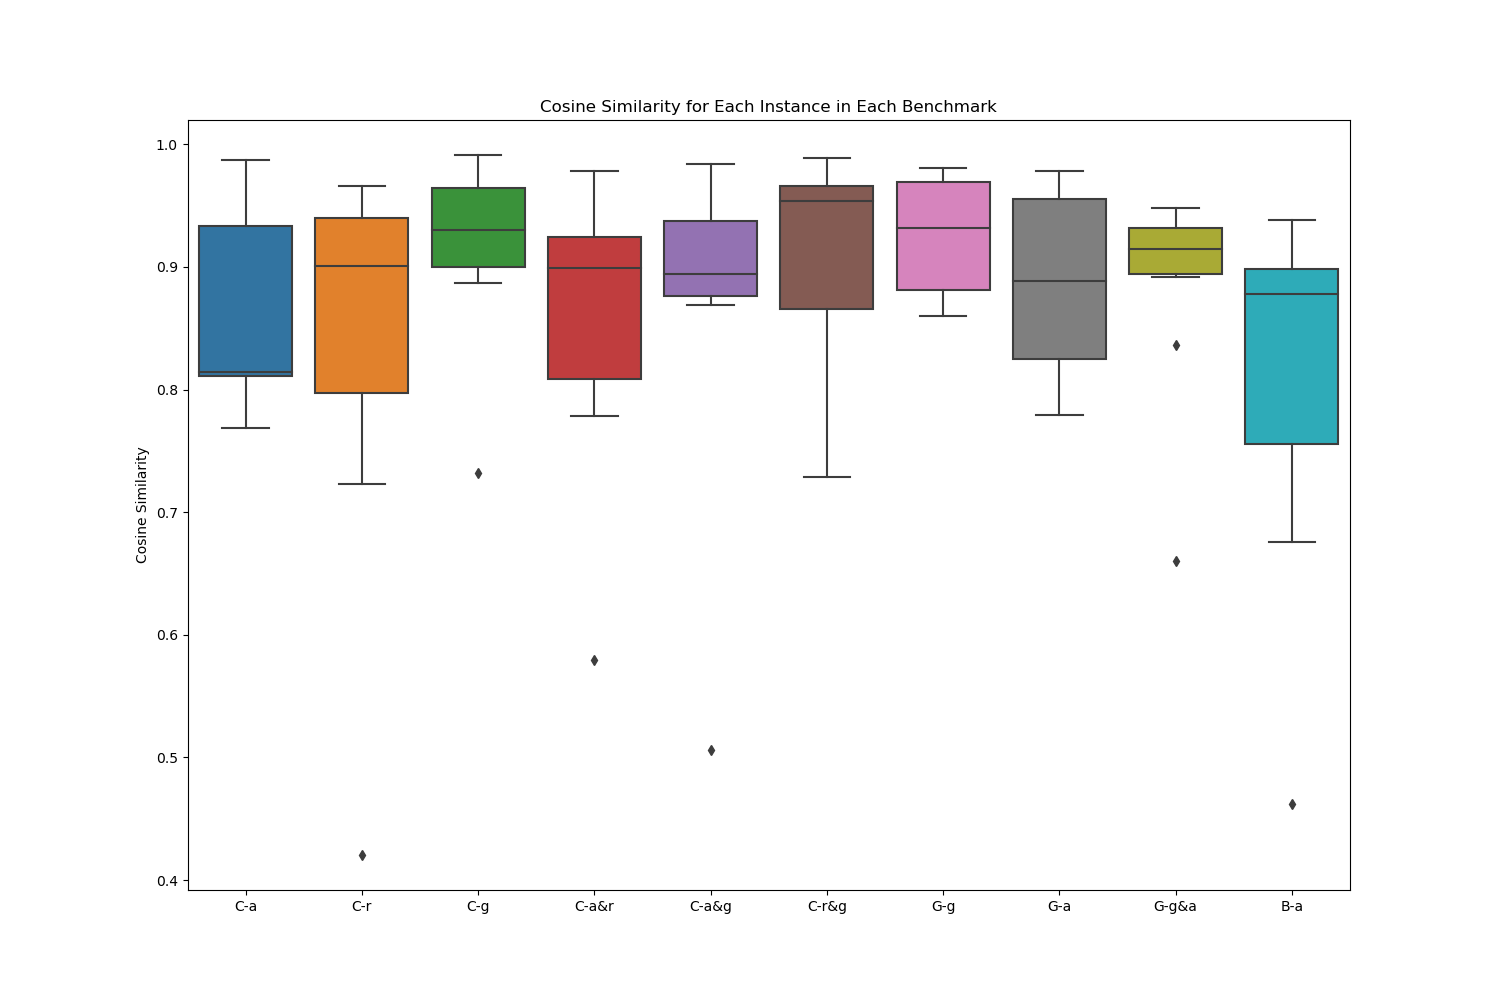 Cosine Similarity for Each Instance in Each Benchmark
1.0
0.9
0.8
0.7
0.6
0.5
0.4
Cosine Similarity
C-a C-r C-g C-a&r C-a&g C-r&g G-g G-a G-g&a B-a